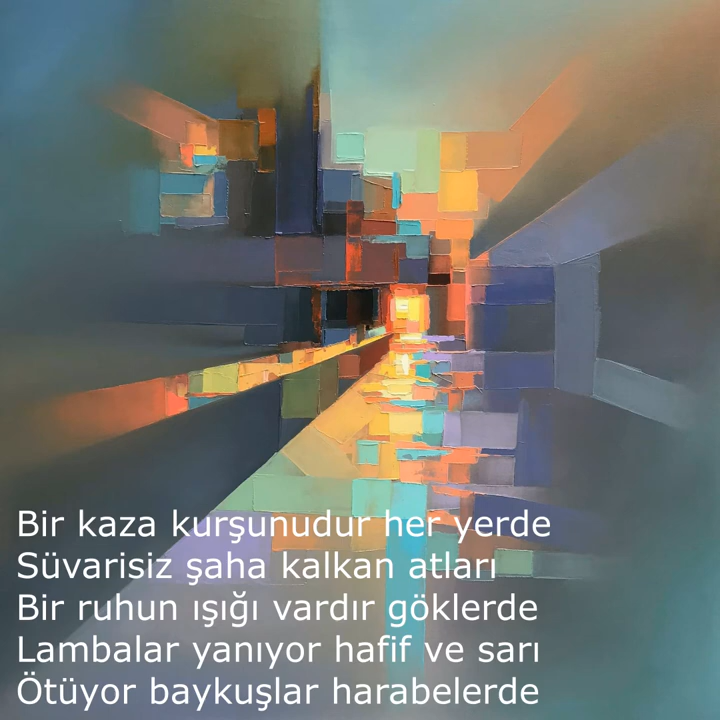 Bir kaza kurşunudur her yerde
Süvarisiz şaha kalkan atları
Bir ruhun ışığı vardır göklerde
Lambalar yanıyor hafif ve sarı
Ötüyor baykuşlar harabelerde